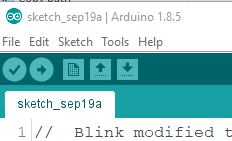 sketch_sep19a | Arduino 1.8.5
File Edit Sketch Tools Help
sketch_sep19a
1 // Blink modified